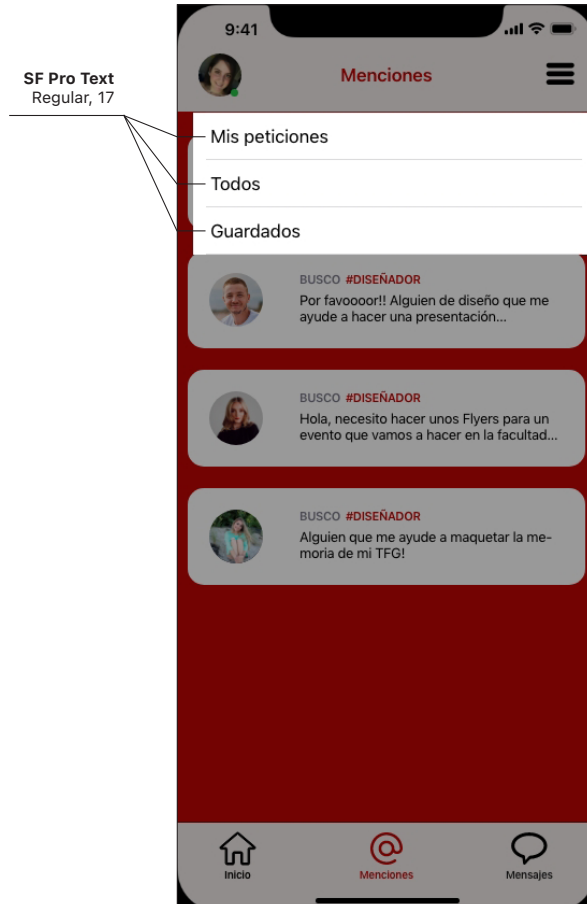 9:41
Menciones
SF Pro Text
Regular, 17
Mis peticiones
Todos
Guardados
BUSCO #DISEÑADOR
Por favoooor!! Alguien de diseño que me
ayude a hacer una presentación...
BUSCO #DISEÑADOR
Hola, necesito hacer unos Flyers para un
evento que vamos a hacer en la facultad...
BUSCO #DISEÑADOR
Alguien que me ayude a maquetar la me-
moria de mi TFG!
Inicio
Menciones
Mensajes